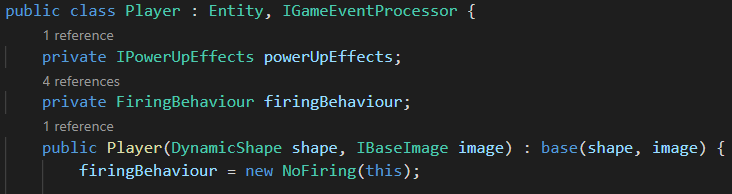 public class Player : Entity, IGameEventProcessor {
1 reference
private IPowerUpEffects powerUpEffects;
4 references
private FiringBehaviour firingBehaviour;
1 reference
public Player(DynamicShape shape, IBaseImage image) : base(shape, image) {
firingBehaviour = new NoFiring(this);